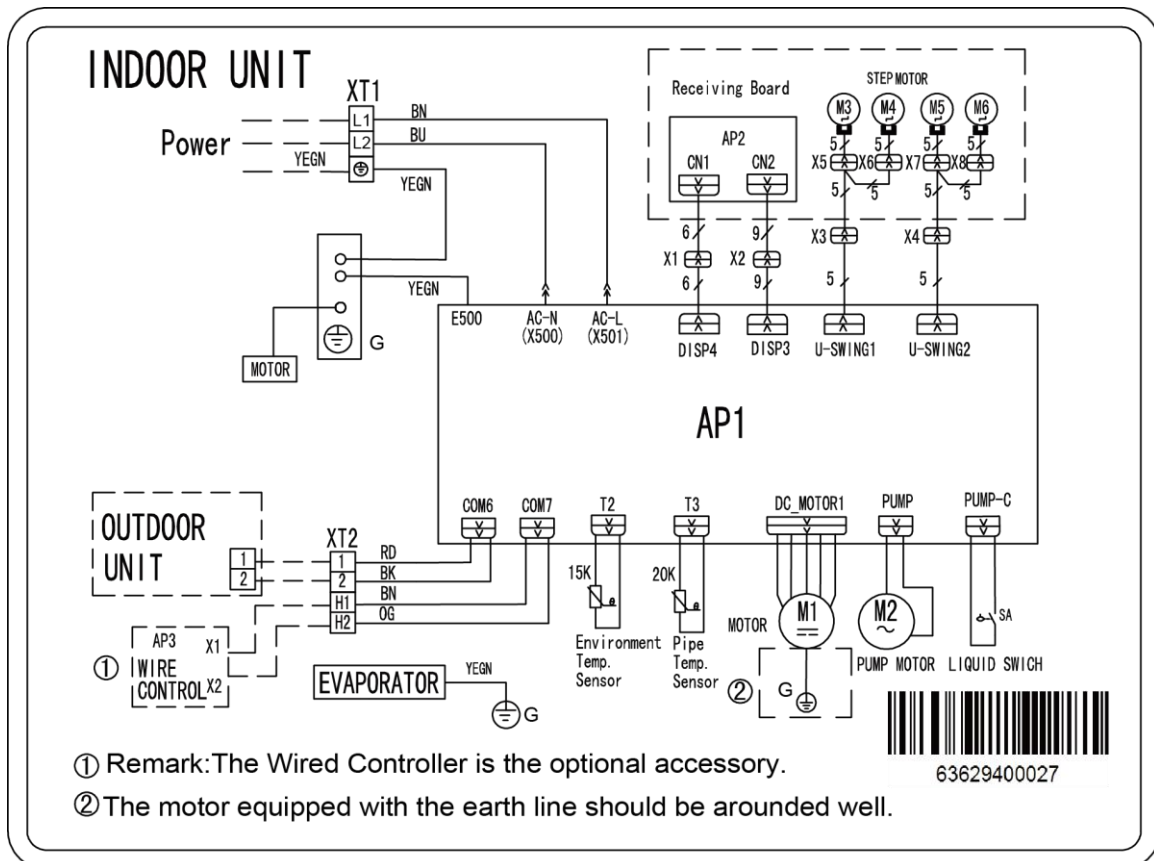 INDOOR UNIT
XT1
Power
L1
BN
L2
BU
YEGN
YEGN
YEGN
G
MOTOR
Receiving Board
STEP MOTOR
M3
M4
M5
M6
AP2
CN1
CN2
5
5
5
5
X5
X6
X7
X8
5
5
5
5
6
9
X1
X2
X3
X4
6
9
5
5
E500
AC-N
(X500)
AC-L
(X501)
DISP4
DISP3
U-SWING1
U-SWING2
AP1
COM6
COM7
T2
T3
DC_MOTOR1
PUMP
PUMP-C
OUTDOOR
UNIT
1
2
XT2
1
2
H1
H2
RD
BK
BN
OG
15K
θ
Environment
Temp.
Sensor
20K
θ
Pipe
Temp.
Sensor
MOTOR
M1
② G
M2
PUMP MOTOR
SA
LIQUID SWICH
① AP3
X1
WIRE
CONTROL X2
EVAPORATOR
YEGN
G
63629400027
① Remark:The Wired Controller is the optional accessory.
② The motor equipped with the earth line should be arounded well.